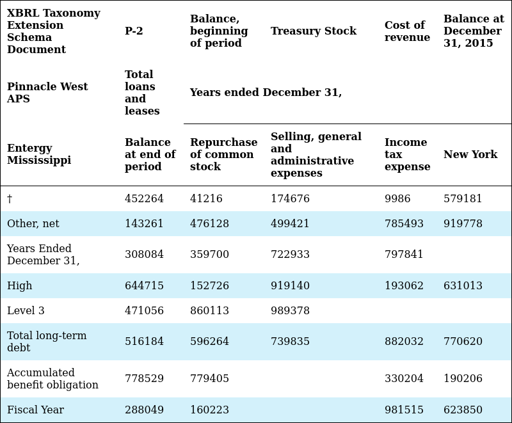 XBRL Taxonomy Extension Schema Document P-2 Balance, beginning of period Treasury Stock Cost of revenue Balance at December 31, 2015
Pinnacle West APS Total loans and leases Years ended December 31,
Entergy Mississippi Balance at end of period Repurchase of common stock Selling, general and administrative expenses Income tax expense New York
† 452264 41216 174676 9986 579181
Other, net 143261 476128 499421 785493 919778
Years Ended December 31, 308084 359700 722933 797841
High 644715 152726 919140 193062 631013
Level 3 471056 860113 989378
Total long-term debt 516184 596264 739835 882032 770620
Accumulated benefit obligation 778529 779405 330204 190206
Fiscal Year 288049 160223 981515 623850